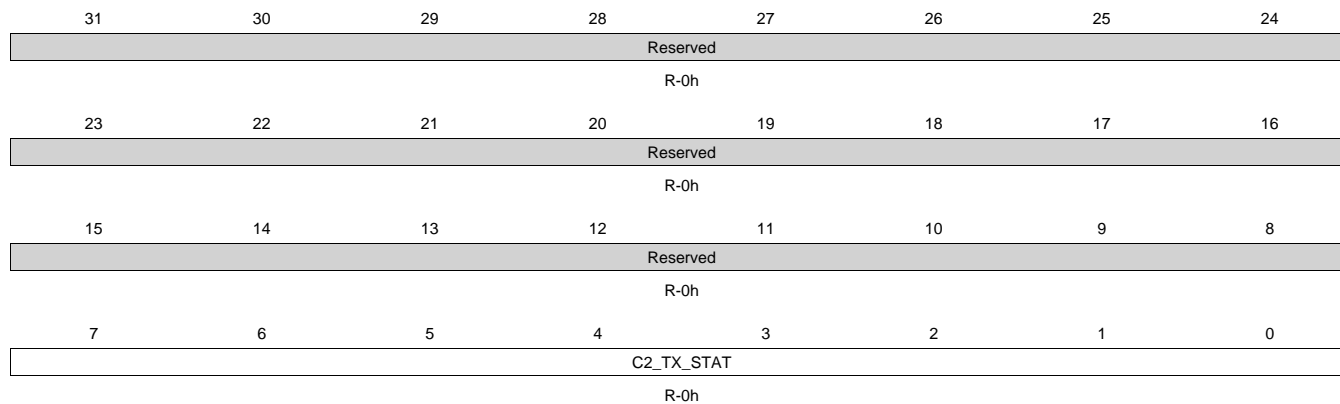 31 30 29 28 27 26 25 24
Reserved
R-0h
23 22 21 20 19 18 17 16
Reserved
R-0h
15 14 13 12 11 10 9 8
Reserved
R-0h
7 6 5 4 3 2 1 0
C2_TX_STAT
R-0h